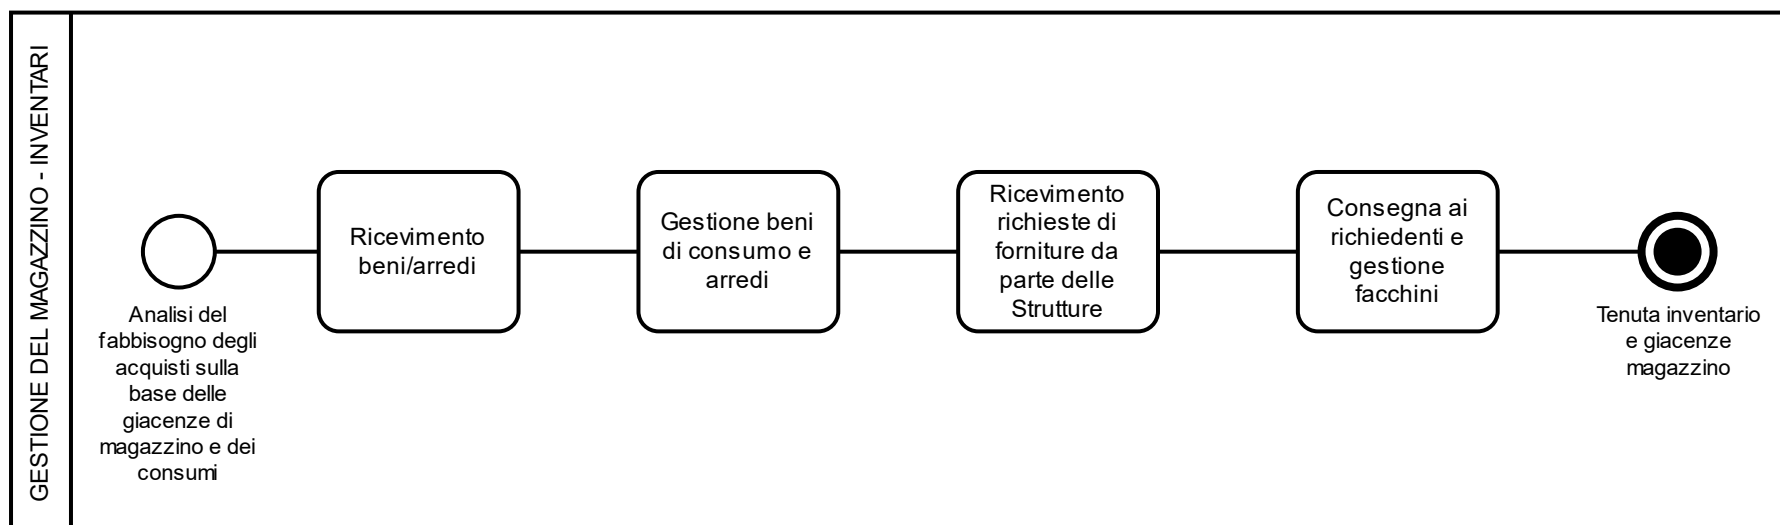 GESTIONE DEL MAGAZZINO - INVENTARI
Analisi del
fabbisogno degli
acquisti sulla
base delle
giacenze di
magazzino e dei
consumi
Ricevimento
beni/arredi
Gestione beni
di consumo e
arredi
Ricevimento
richieste di
forniture da
parte delle
Strutture
Consegna ai
richiedenti e
gestione
facchini
Tenuta inventario
e giacenze
magazzino